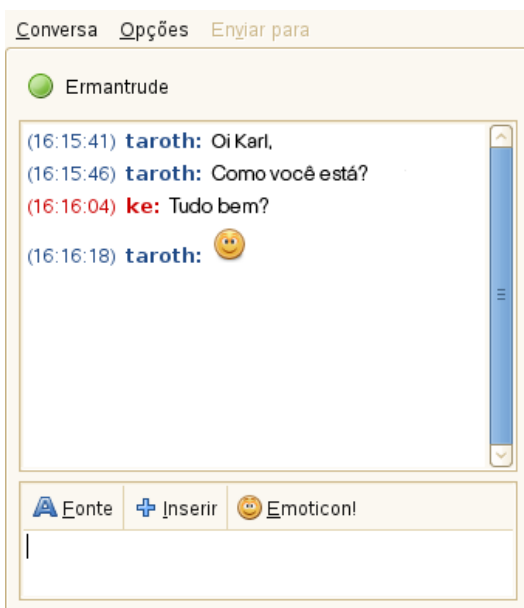 Conversa Opções Enviar para
Ermantrude
(16:15:41) taroth: Oi Karl,
(16:15:46) taroth: Como você está?
(16:16:04) ke: Tudo bem?
(16:16:18) taroth:
Fonte Inserir Emoticon!